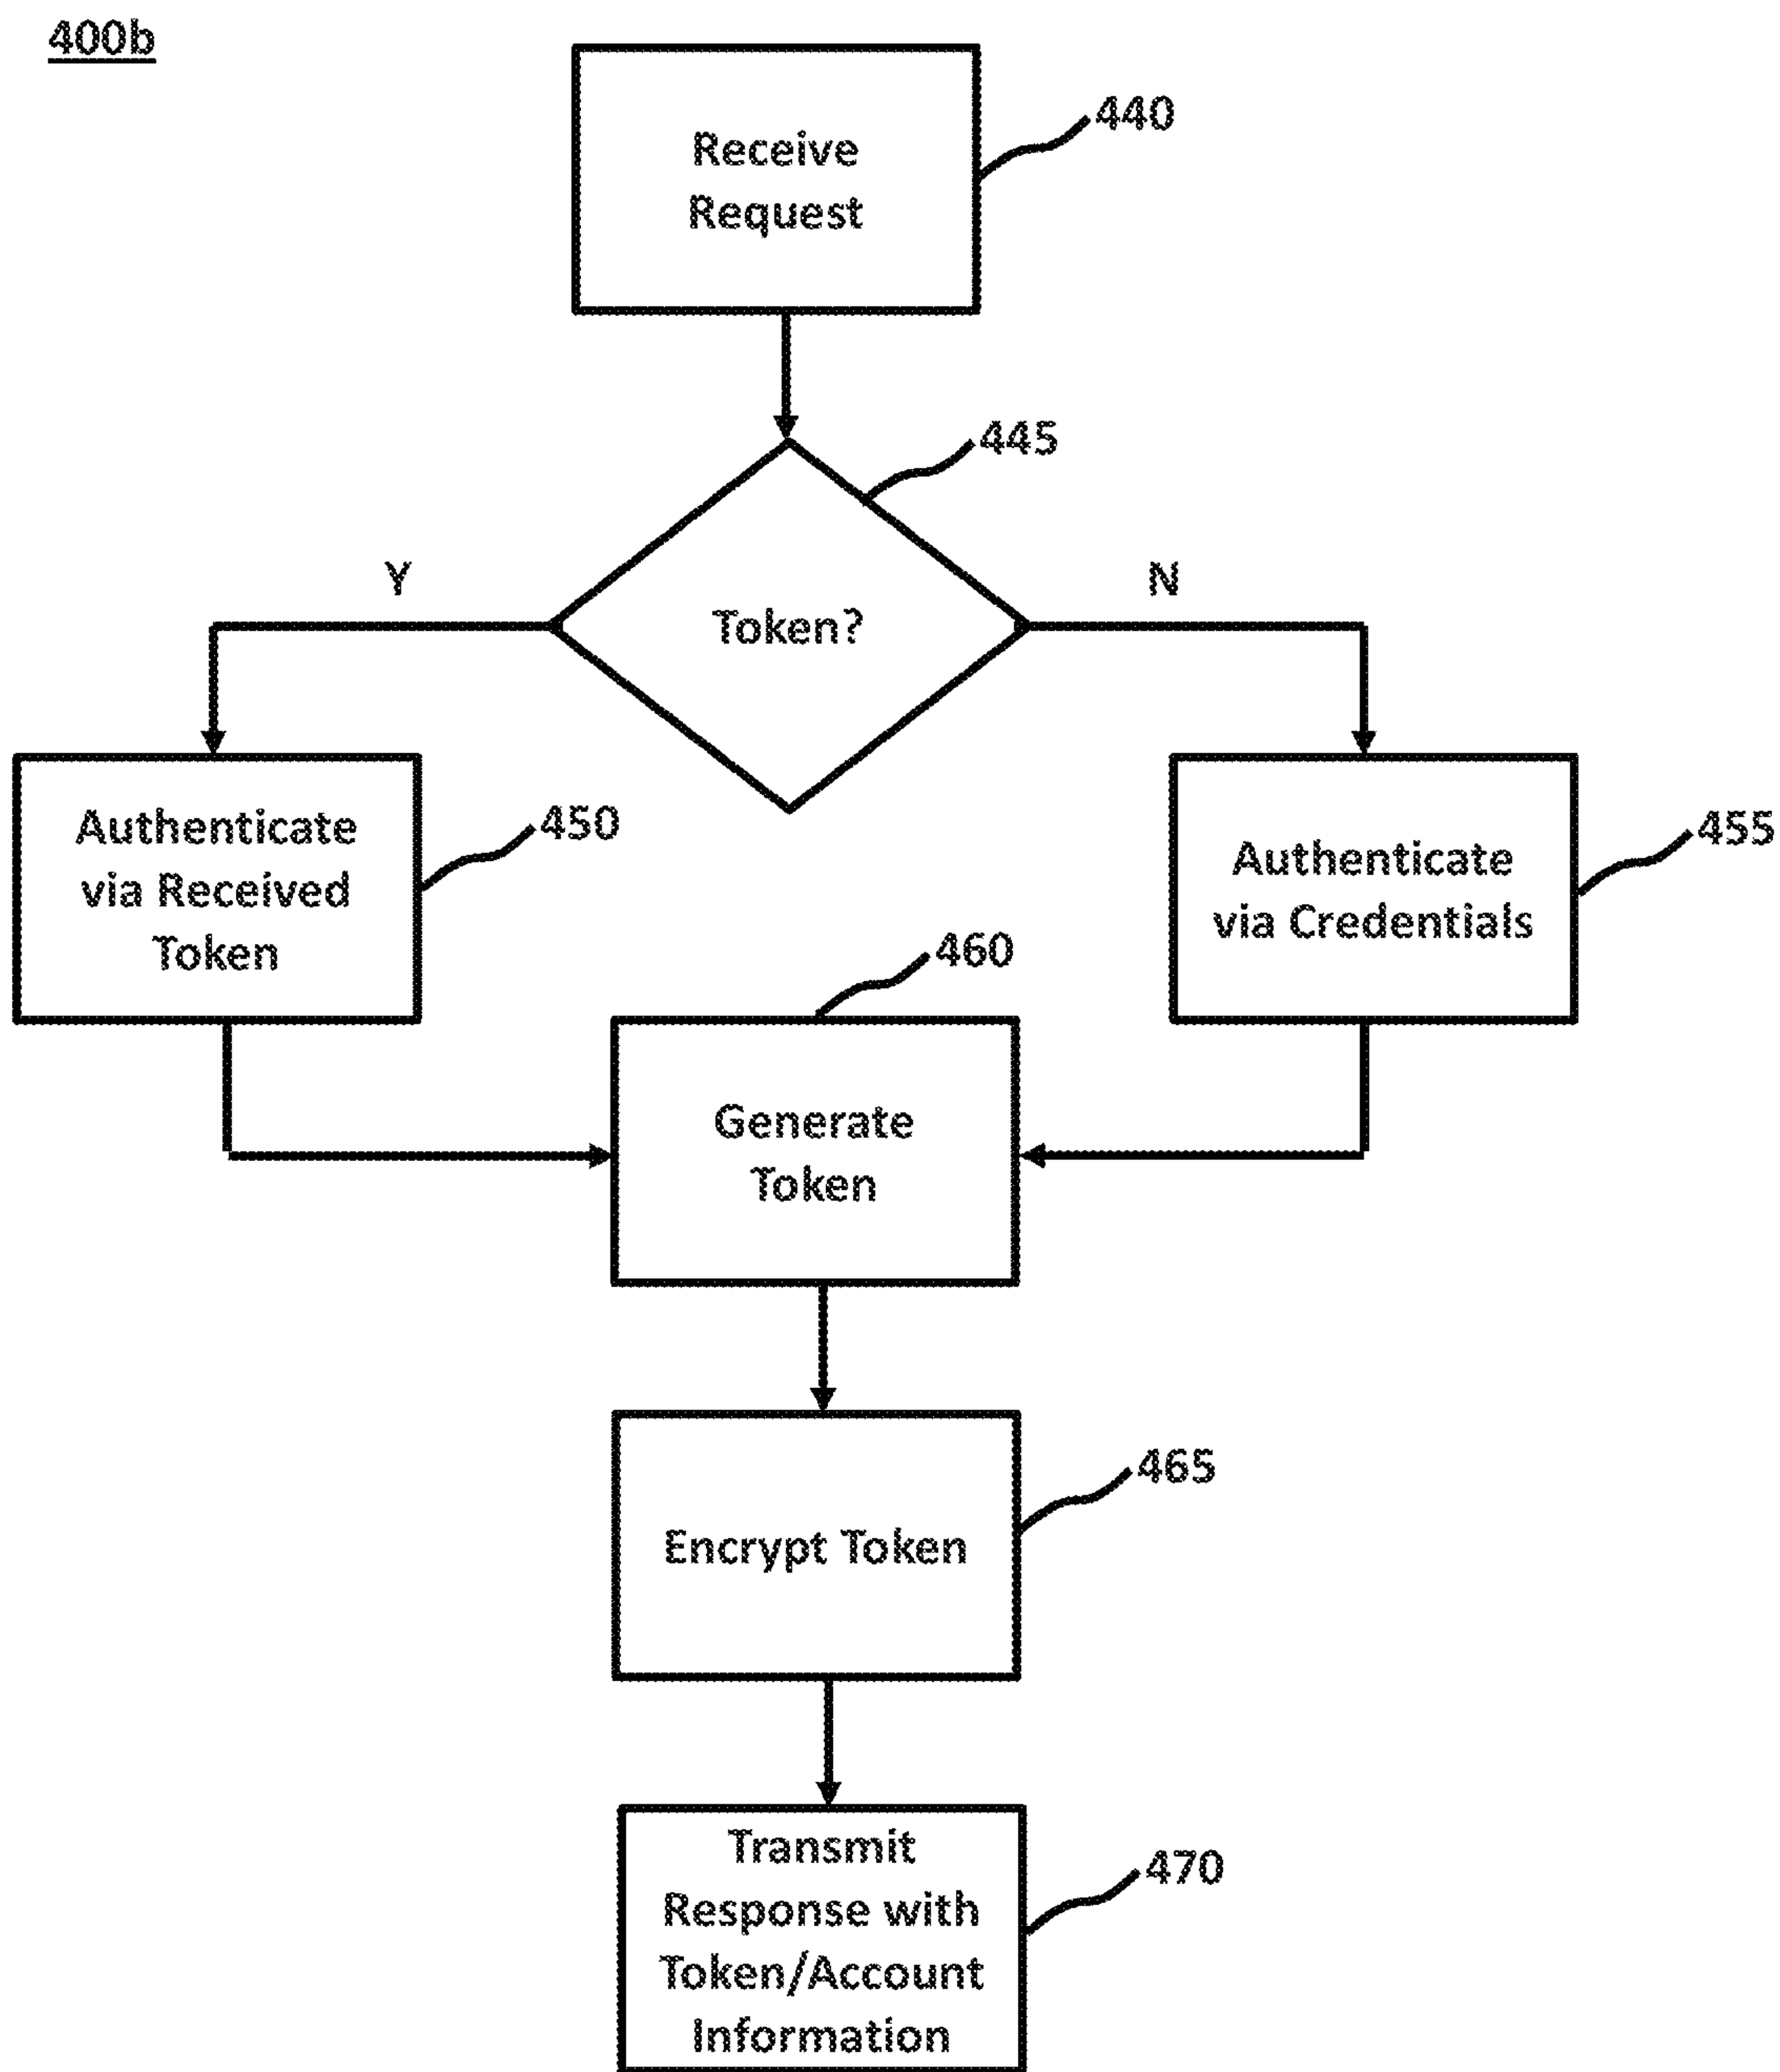 400b
Receive
Request
440
445
Y
N
Token?
Authenticate
via Received
Token
450
Authenticate
via Credentials
455
460
Generate
Token
Encrypt Token
465
Transmit
Response with
Token/Account
Information
470